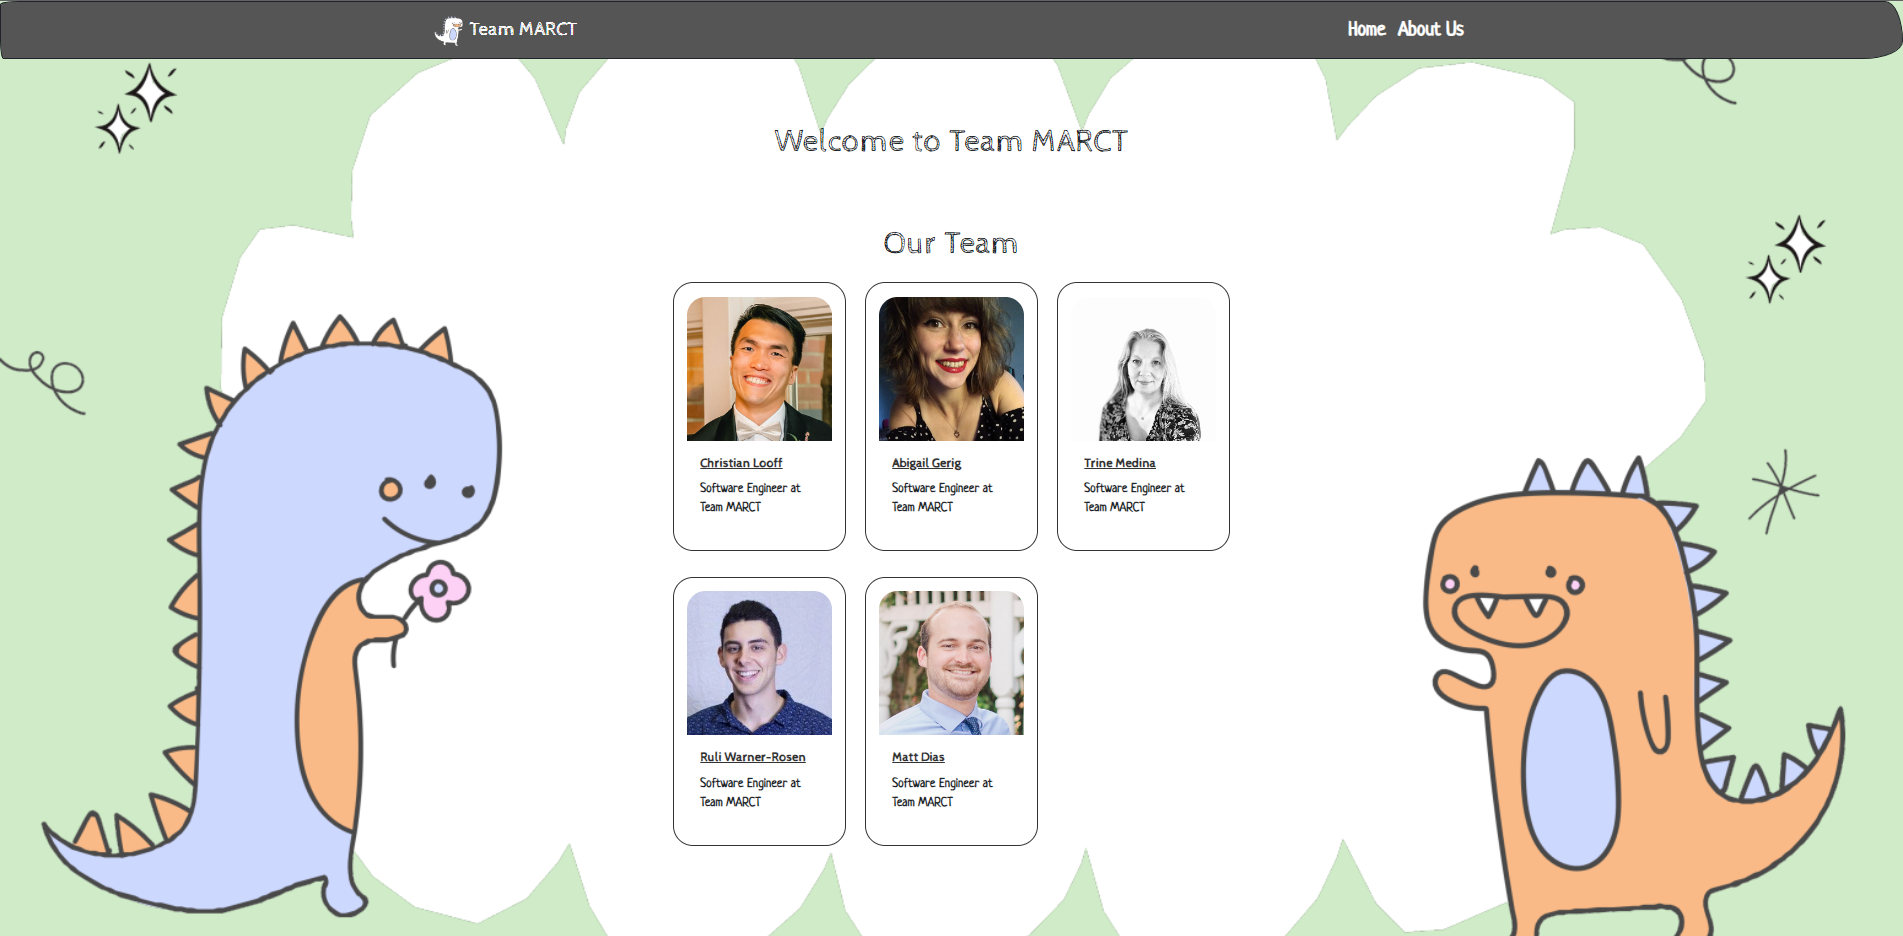 Team MARCT
Home About Us
Welcome to Team MARCT
Our Team
Christian Looff
Software Engineer at
Team MARCT
Abigail Gerig
Software Engineer at
Team MARCT
Trine Medina
Software Engineer at
Team MARCT
Ruli Warner-Rosen
Software Engineer at
Team MARCT
Matt Dias
Software Engineer at
Team MARCT